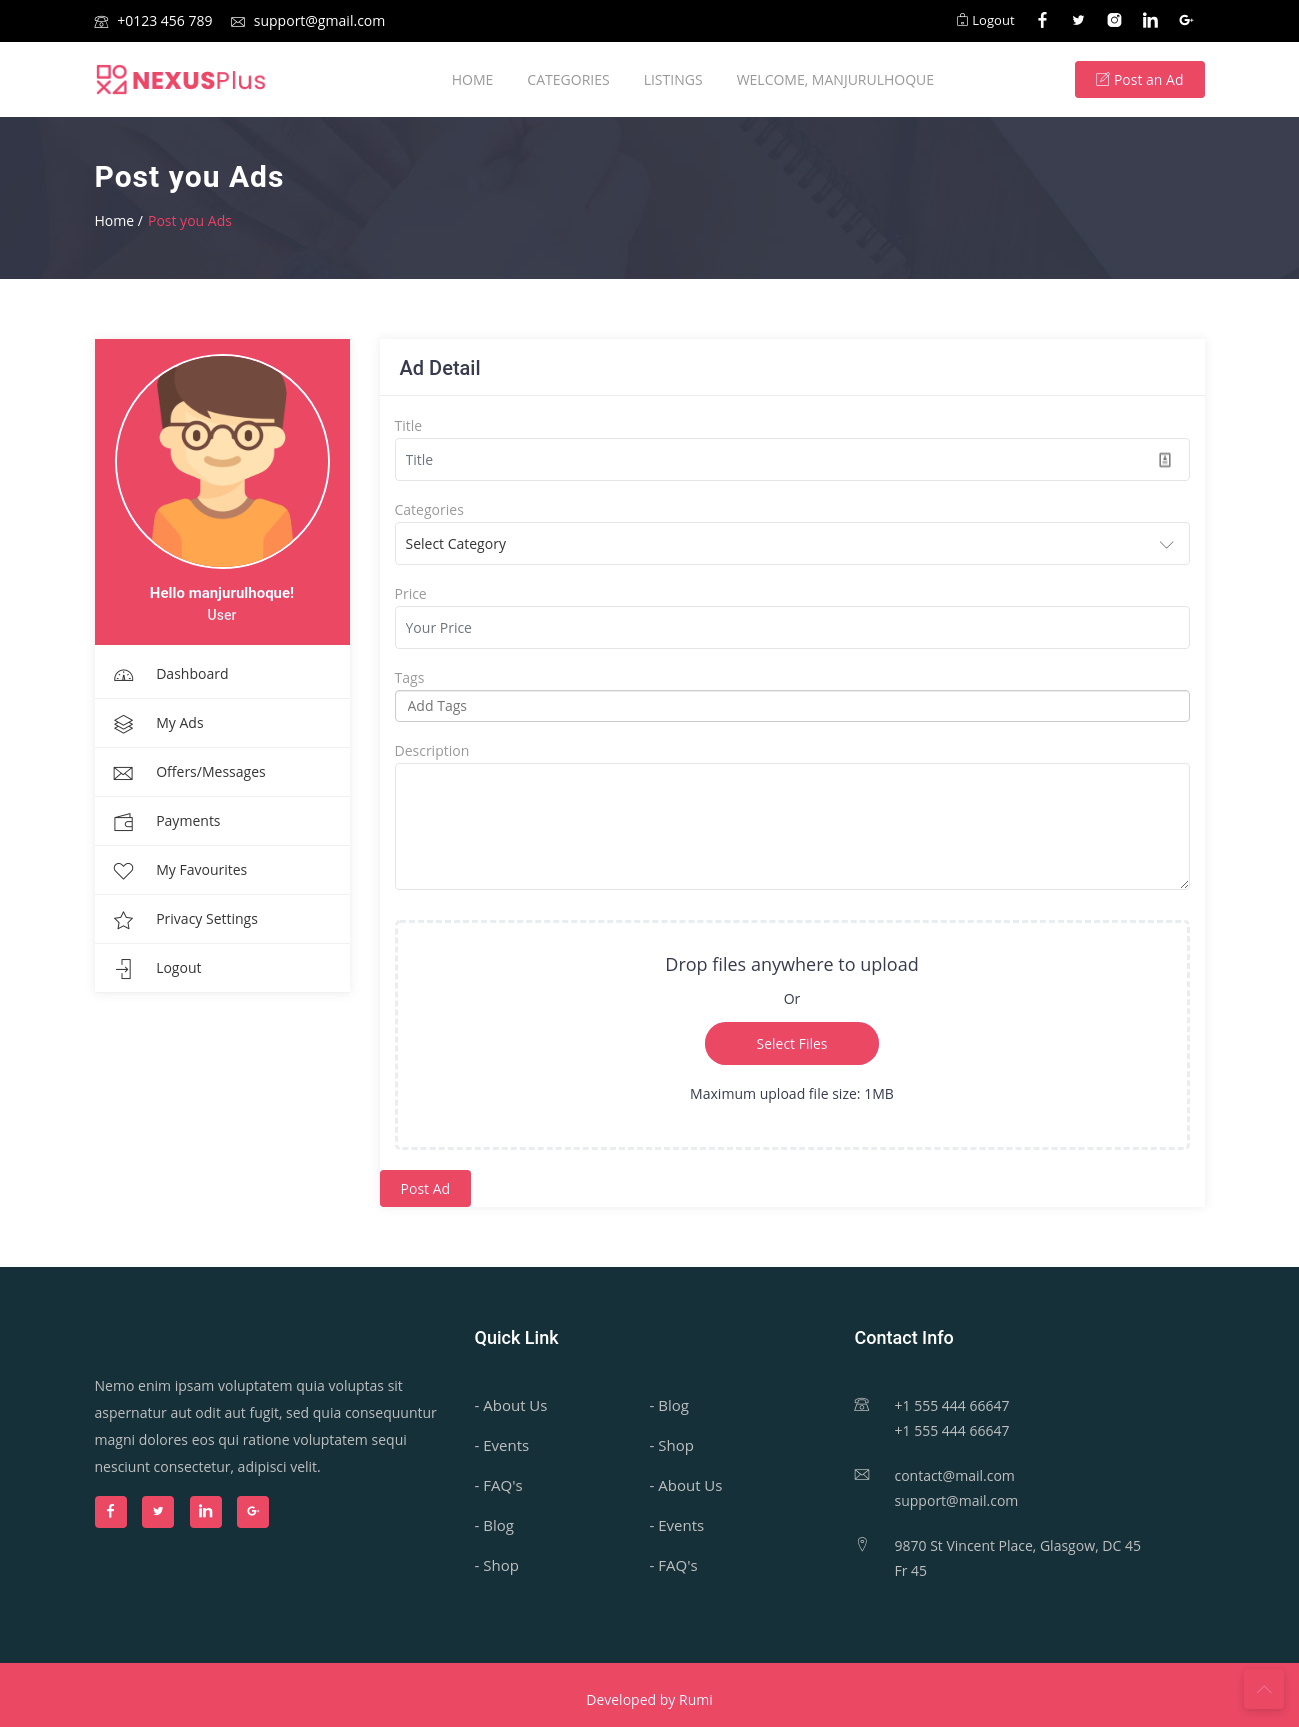 +0123 456 789 support@gmail.com Logout
NEXUSPlus HOME CATEGORIES LISTINGS WELCOME, MANJURULHOQUE Post an Ad
Post you Ads
Home / Post you Ads
Hello manjurulhoque!
User
Dashboard
My Ads
Offers/Messages
Payments
My Favourites
Privacy Settings
Logout
Ad Detail
Title
Title
Categories
Select Category
Price
Your Price
Tags
Add Tags
Description
Drop files anywhere to upload
Or
Select Files
Maximum upload file size: 1MB
Post Ad
Nemo enim ipsam voluptatem quia voluptas sit
aspernatur aut odit aut fugit, sed quia consequuntur
magni dolores eos qui ratione voluptatem sequi
nesciunt consectetur, adipisci velit.
Quick Link
- About Us
- Events
- FAQ's
- Blog
- Shop
- Blog
- Shop
- About Us
- Events
- FAQ's
Contact Info
+1 555 444 66647
+1 555 444 66647
contact@mail.com
support@mail.com
9870 St Vincent Place, Glasgow, DC 45
Fr 45
Developed by Rumi